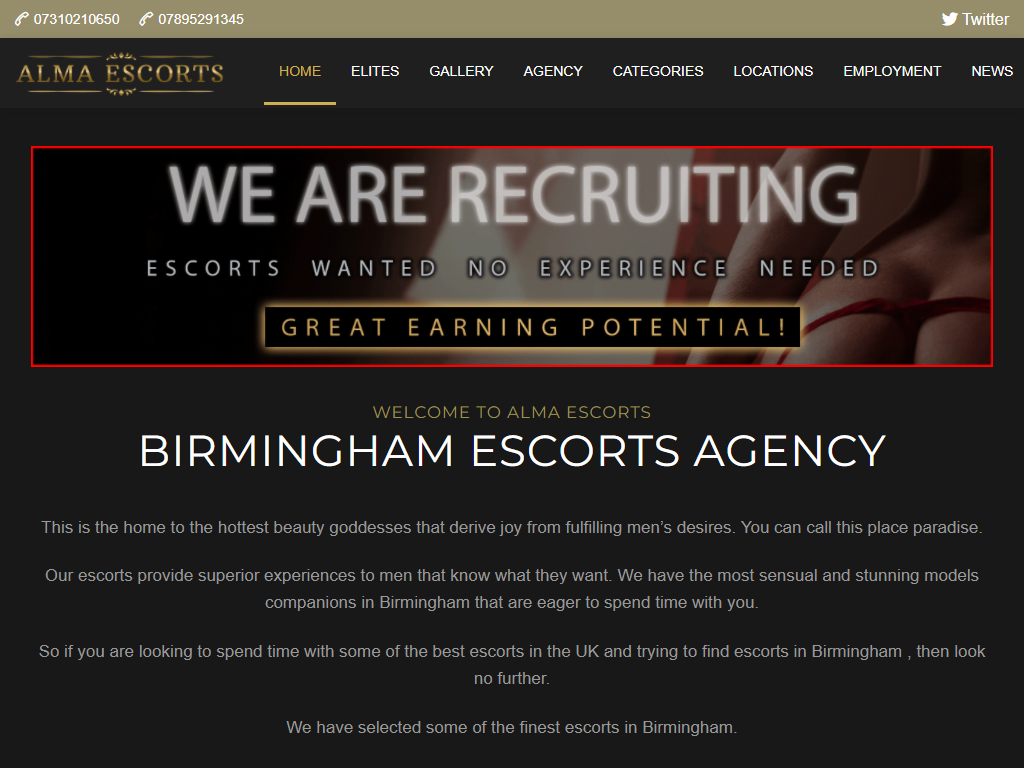 07310210650 07895291345 Twitter
ALMA ESCORTS HOME ELITES GALLERY AGENCY CATEGORIES LOCATIONS EMPLOYMENT NEWS
WE ARE RECRUITING
ESCORTS WANTED NO EXPERIENCE NEEDED
GREAT EARNING POTENTIAL!
WELCOME TO ALMA ESCORTS
BIRMINGHAM ESCORTS AGENCY
This is the home to the hottest beauty goddesses that derive joy from fulfilling men’s desires. You can call this place paradise.
Our escorts provide superior experiences to men that know what they want. We have the most sensual and stunning models
companions in Birmingham that are eager to spend time with you.
So if you are looking to spend time with some of the best escorts in the UK and trying to find escorts in Birmingham , then look
no further.
We have selected some of the finest escorts in Birmingham.